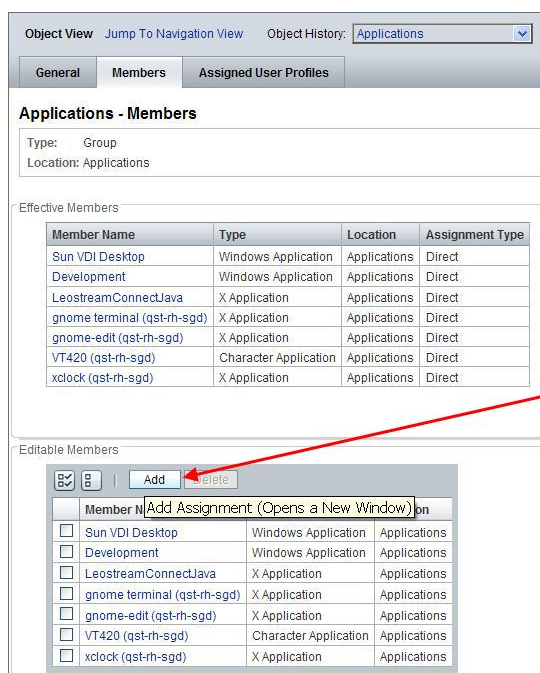 Object View Jump To Navigation View Object History: Applications
General Members Assigned User Profiles
Applications - Members
Type: Group
Location: Applications
Effective Members
Member Name Type Location Assignment Type
Sun VDI Desktop Windows Application Applications Direct
Development Windows Application Applications Direct
LeostreamConnectJava X Application Applications Direct
gnome terminal (qst-rh-sgd) X Application Applications Direct
gnome-edit (qst-rh-sgd) X Application Applications Direct
VT420 (qst-rh-sgd) Character Application Applications Direct
xclock (qst-rh-sgd) X Application Applications Direct
Editable Members
Add Delete
Add Assignment (Opens a New Window)
Member
Sun VDI Desktop Windows Application Applications
Development Windows Application Applications
LeostreamConnectJava X Application Applications
gnome terminal (qst-rh-sgd) X Application Applications
gnome-edit (qst-rh-sgd) X Application Applications
VT420 (qst-rh-sgd) Character Application Applications
xclock (qst-rh-sgd) X Application Applications